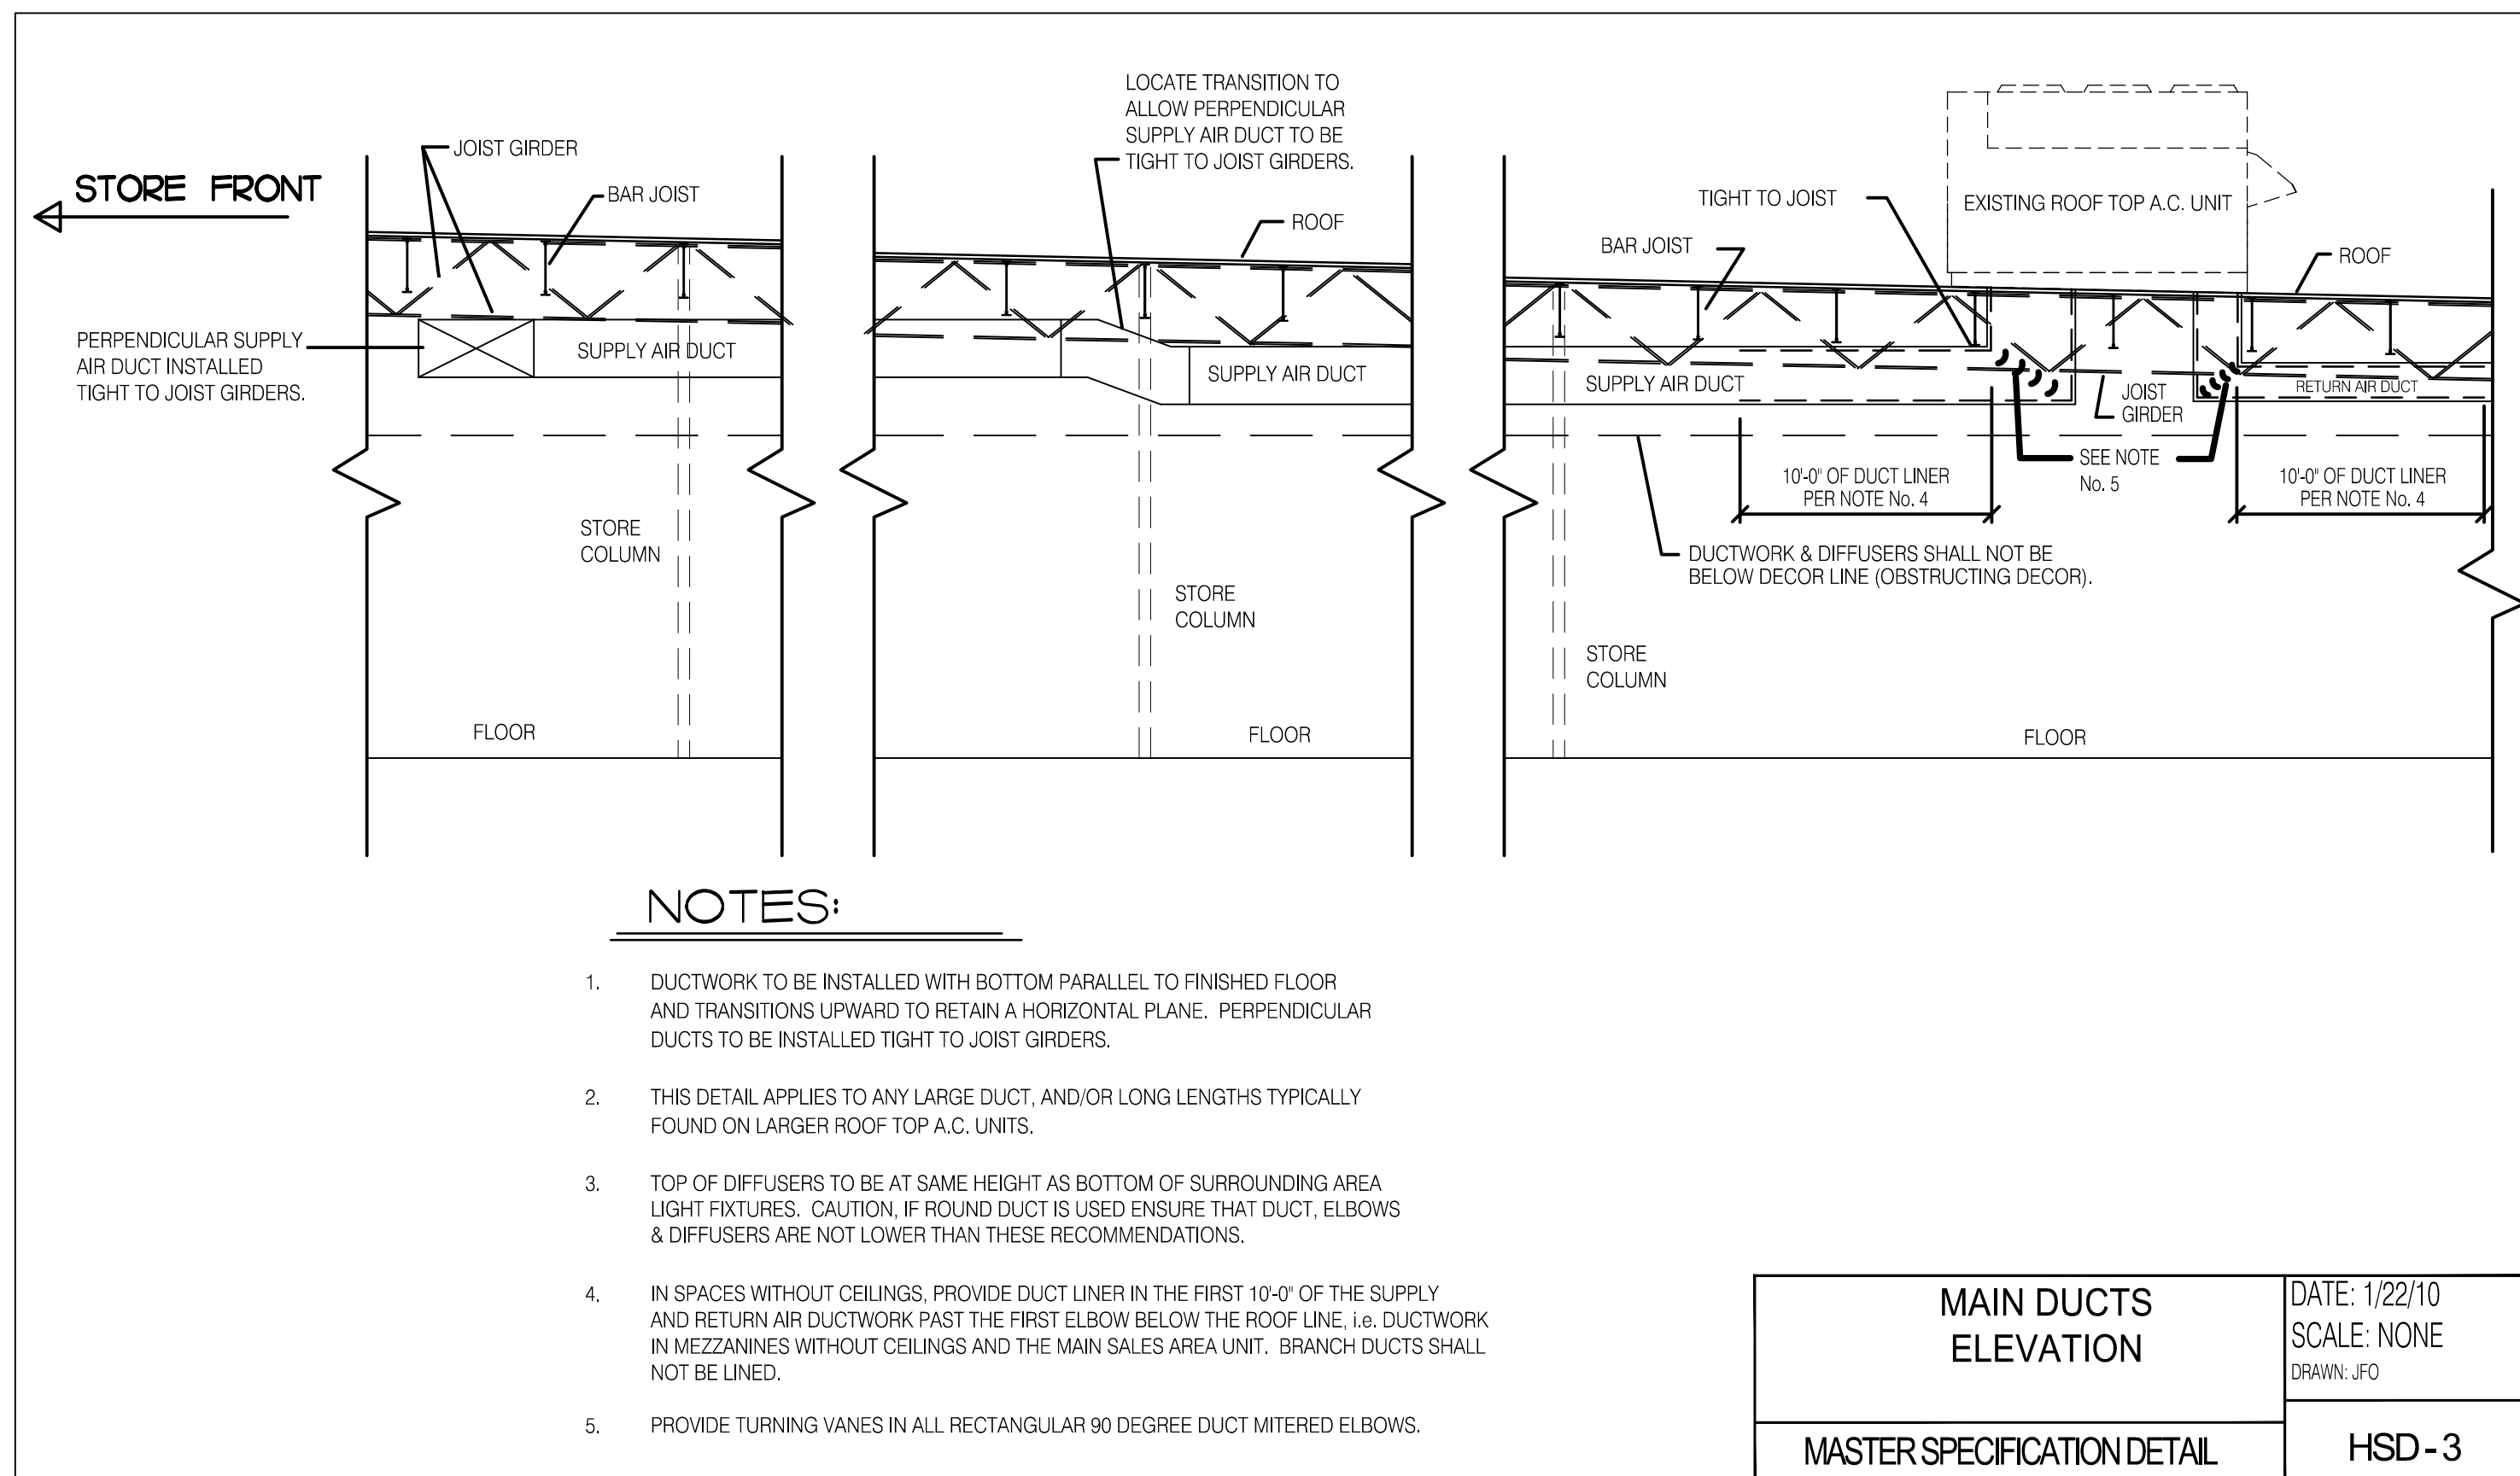 LOCATE TRANSITION TO
ALLOW PERPENDICULAR
SUPPLY AIR DUCT TO BE
TIGHT TO JOIST GIRDERS.
JOIST GIRDER
STORE FRONT
BAR JOIST
ROOF
TIGHT TO JOIST
EXISTING ROOF TOP A.C. UNIT
BAR JOIST
ROOF
PERPENDICULAR SUPPLY
AIR DUCT INSTALLED
TIGHT TO JOIST GIRDERS.
SUPPLY AIR DUCT
SUPPLY AIR DUCT
SUPPLY AIR DUCT
JOIST
GIRDER
RETURN AIR DUCT
SEE NOTE
No. 5
10'-0" OF DUCT LINER
PER NOTE No. 4
10'-0" OF DUCT LINER
PER NOTE No. 4
STORE
COLUMN
DUCTWORK & DIFFUSERS SHALL NOT BE
BELOW DECOR LINE (OBSTRUCTING DECOR).
STORE
COLUMN
STORE
COLUMN
FLOOR
FLOOR
FLOOR
NOTES:
1. DUCTWORK TO BE INSTALLED WITH BOTTOM PARALLEL TO FINISHED FLOOR
AND TRANSITIONS UPWARD TO RETAIN A HORIZONTAL PLANE. PERPENDICULAR
DUCTS TO BE INSTALLED TIGHT TO JOIST GIRDERS.
2. THIS DETAIL APPLIES TO ANY LARGE DUCT, AND/OR LONG LENGTHS TYPICALLY
FOUND ON LARGER ROOF TOP A.C. UNITS.
3. TOP OF DIFFUSERS TO BE AT SAME HEIGHT AS BOTTOM OF SURROUNDING AREA
LIGHT FIXTURES. CAUTION, IF ROUND DUCT IS USED ENSURE THAT DUCT, ELBOWS
& DIFFUSERS ARE NOT LOWER THAN THESE RECOMMENDATIONS.
4. IN SPACES WITHOUT CEILINGS, PROVIDE DUCT LINER IN THE FIRST 10'-0" OF THE SUPPLY
AND RETURN AIR DUCTWORK PAST THE FIRST ELBOW BELOW THE ROOF LINE, i.e. DUCTWORK
IN MEZZANINES WITHOUT CEILINGS AND THE MAIN SALES AREA UNIT. BRANCH DUCTS SHALL
NOT BE LINED.
5. PROVIDE TURNING VANES IN ALL RECTANGULAR 90 DEGREE DUCT MITERED ELBOWS.
MAIN DUCTS
ELEVATION
DATE: 1/22/10
SCALE: NONE
DRAWN: JFO
MASTER SPECIFICATION DETAIL
HSD-3